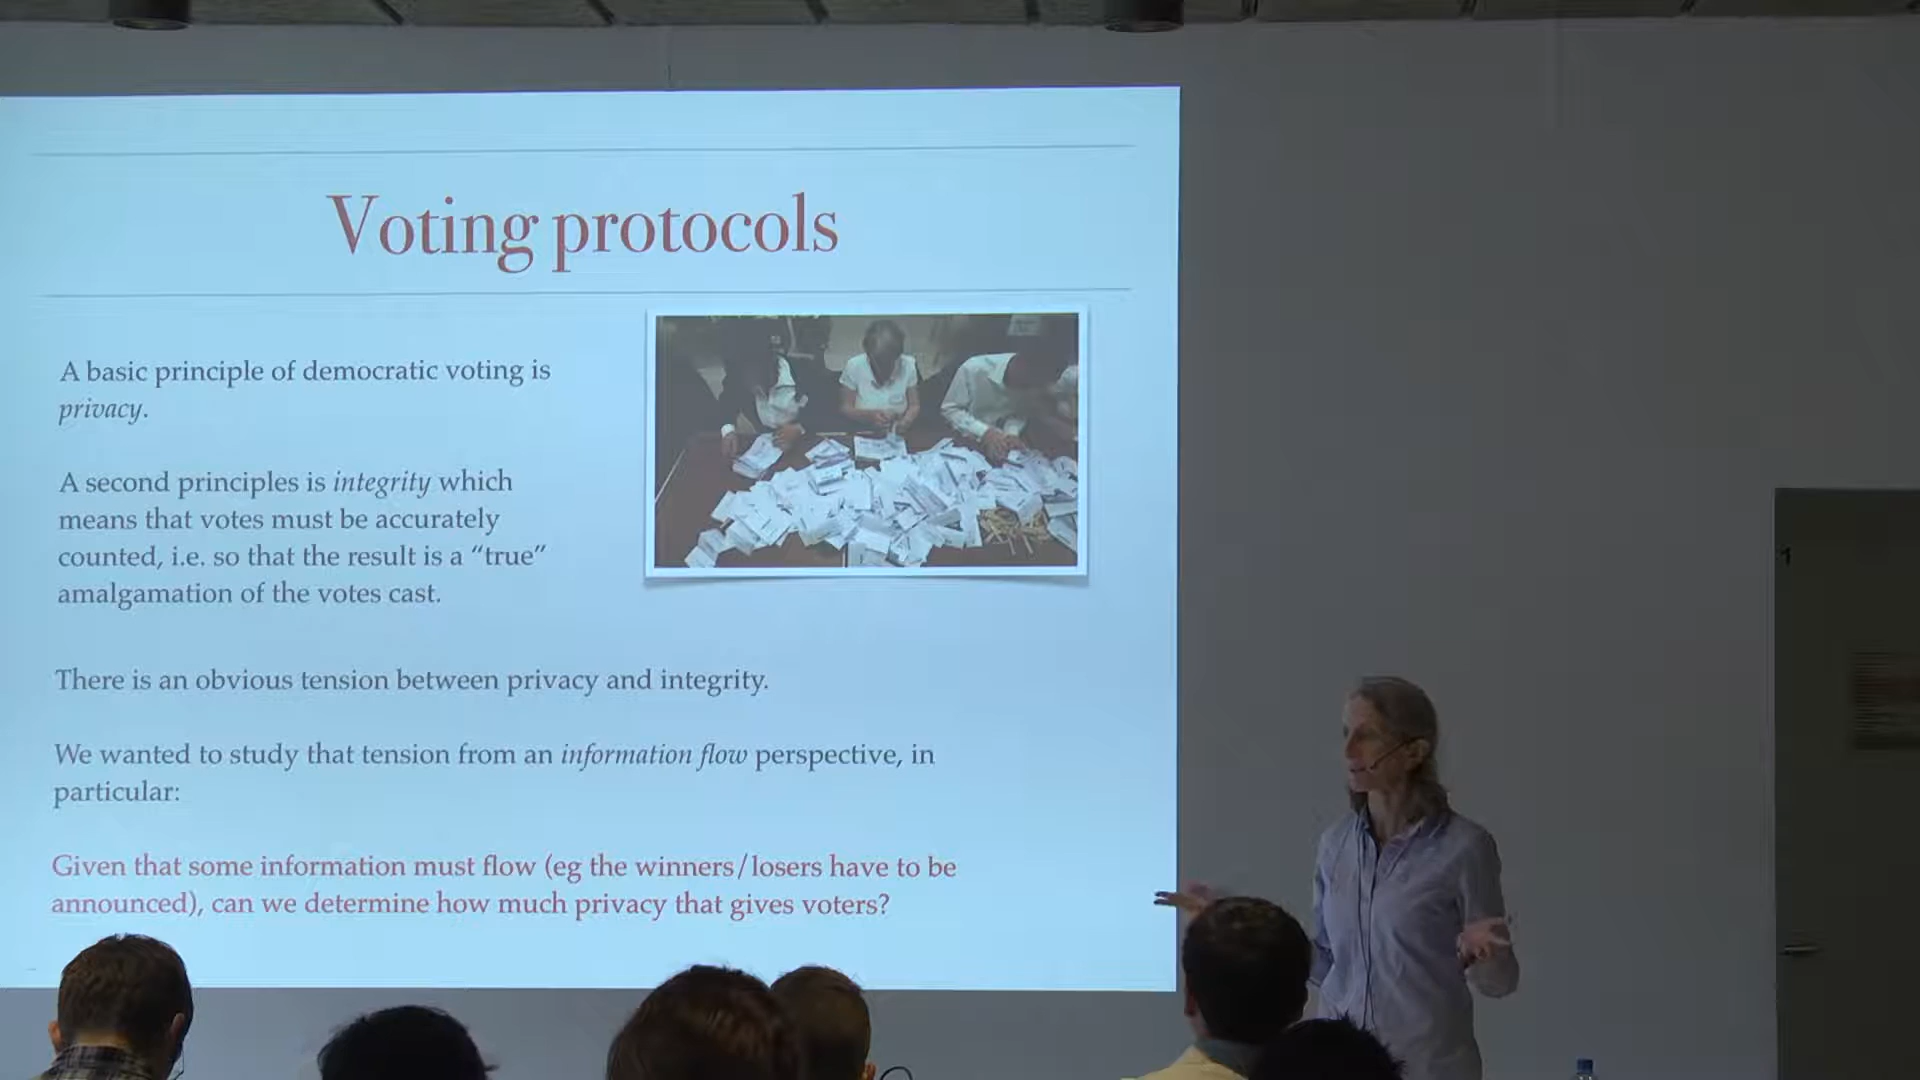 Voting protocols
A basic principle of democratic voting is
privacy.
A second principles is integrity which
means that votes must be accurately
counted, i.e. so that the result is a “true”
amalgamation of the votes cast.
There is an obvious tension between privacy and integrity.
We wanted to study that tension from an information flow perspective, in
particular:
Given that some information must flow (eg the winners/losers have to be
announced), can we determine how much privacy that gives voters?